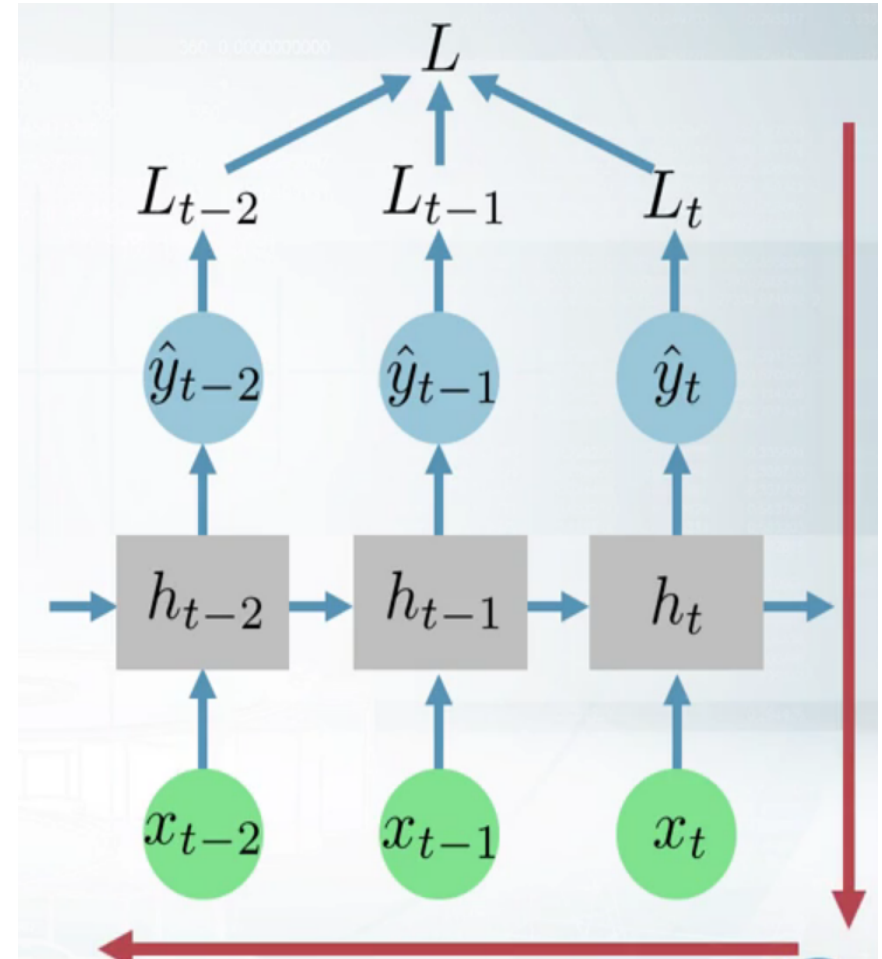 L
L_{t-2} L_{t-1} L_t
ŷ_{t-2} ŷ_{t-1} ŷ_t
h_{t-2} h_{t-1} h_t
x_{t-2} x_{t-1} x_t